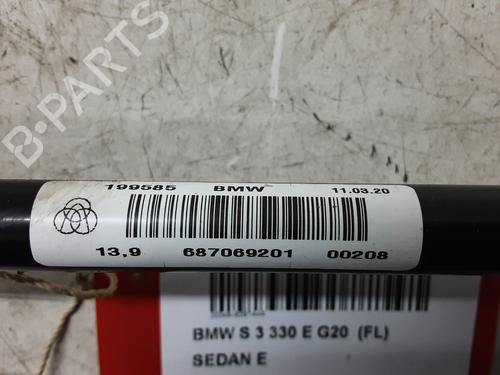 B-PARTS
199585 BMW 11.03.20
13,9 687069201 00208
BMW S 3 330 E G20 (FL)
SEDAN E